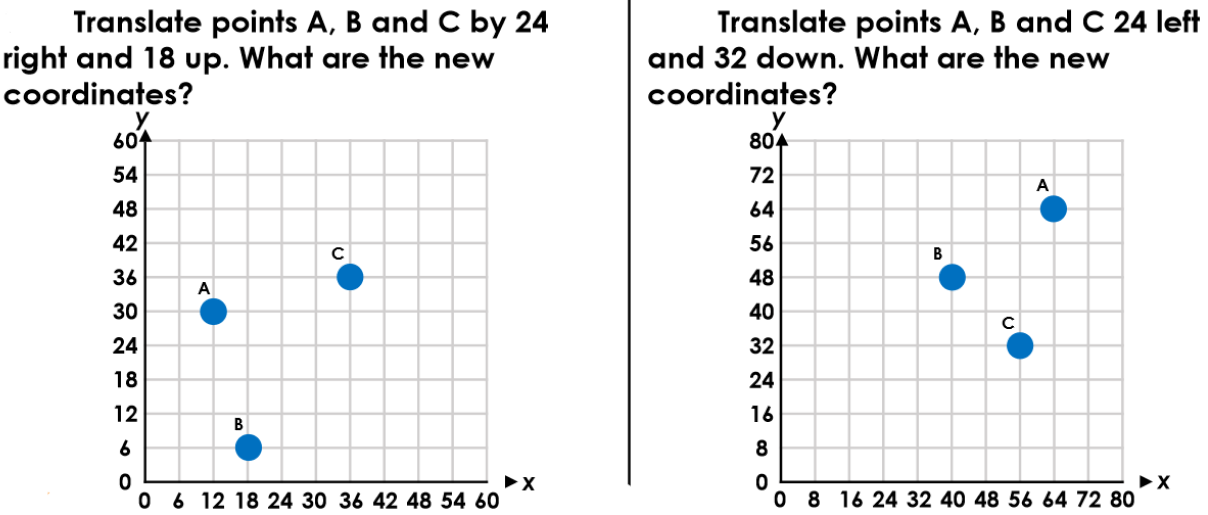 Translate points A, B and C by 24
right and 18 up. What are the new
coordinates?
y
60
54
48
42
36
30
24
18
12
6
0
C
A
B
0 6 12 18 24 30 36 42 48 54 60
x
Translate points A, B and C 24 left
and 32 down. What are the new
coordinates?
y
80
72
64
56
48
40
32
24
16
8
0
A
B
C
0 8 16 24 32 40 48 56 64 72 80
x